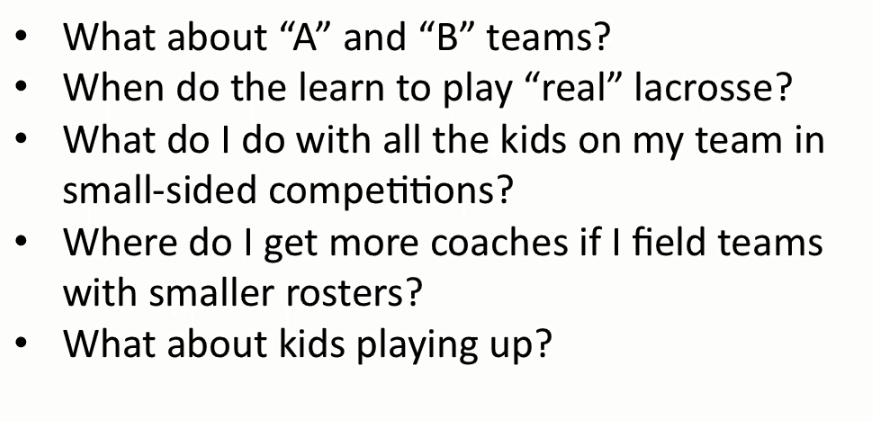 • What about “A” and “B” teams?
• When do the learn to play “real” lacrosse?
• What do I do with all the kids on my team in
small-sided competitions?
• Where do I get more coaches if I field teams
with smaller rosters?
• What about kids playing up?